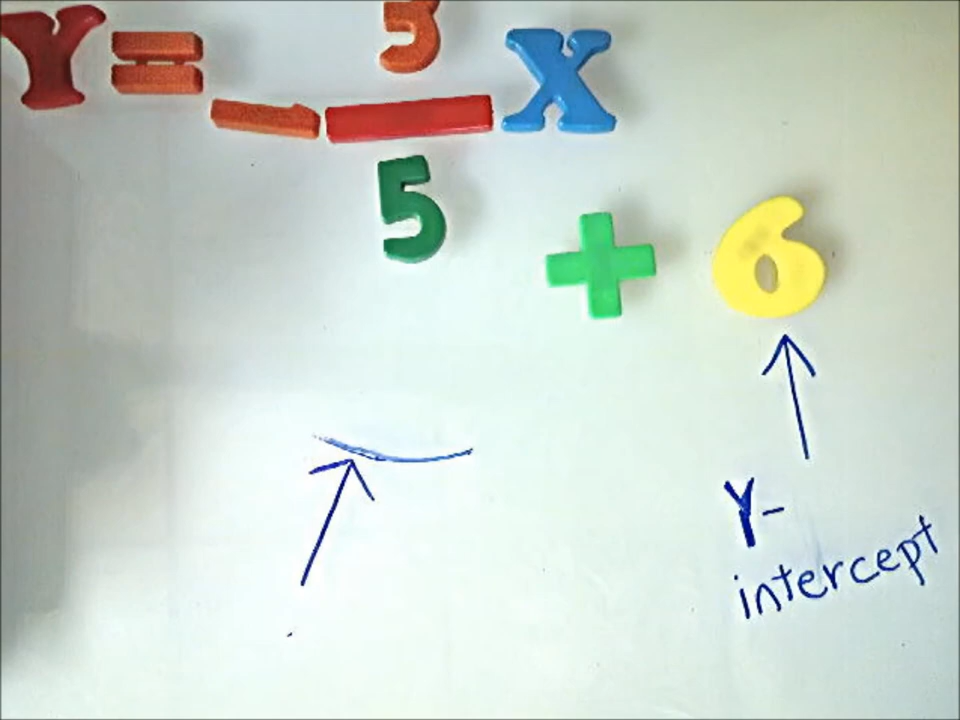 3
Y = - — X
5
+ 6
Y-
intercept